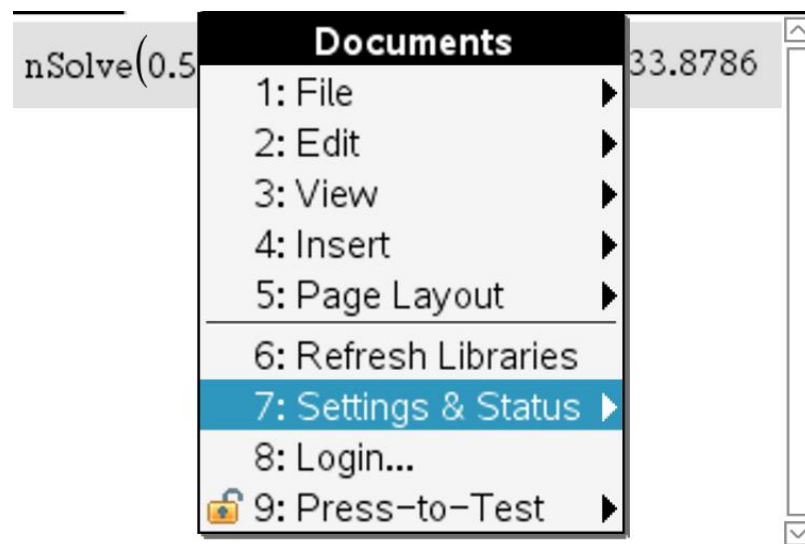 Documents
nSolve(0.5 33.8786
1: File
2: Edit
3: View
4: Insert
5: Page Layout
6: Refresh Libraries
7: Settings & Status
8: Login...
9: Press-to-Test